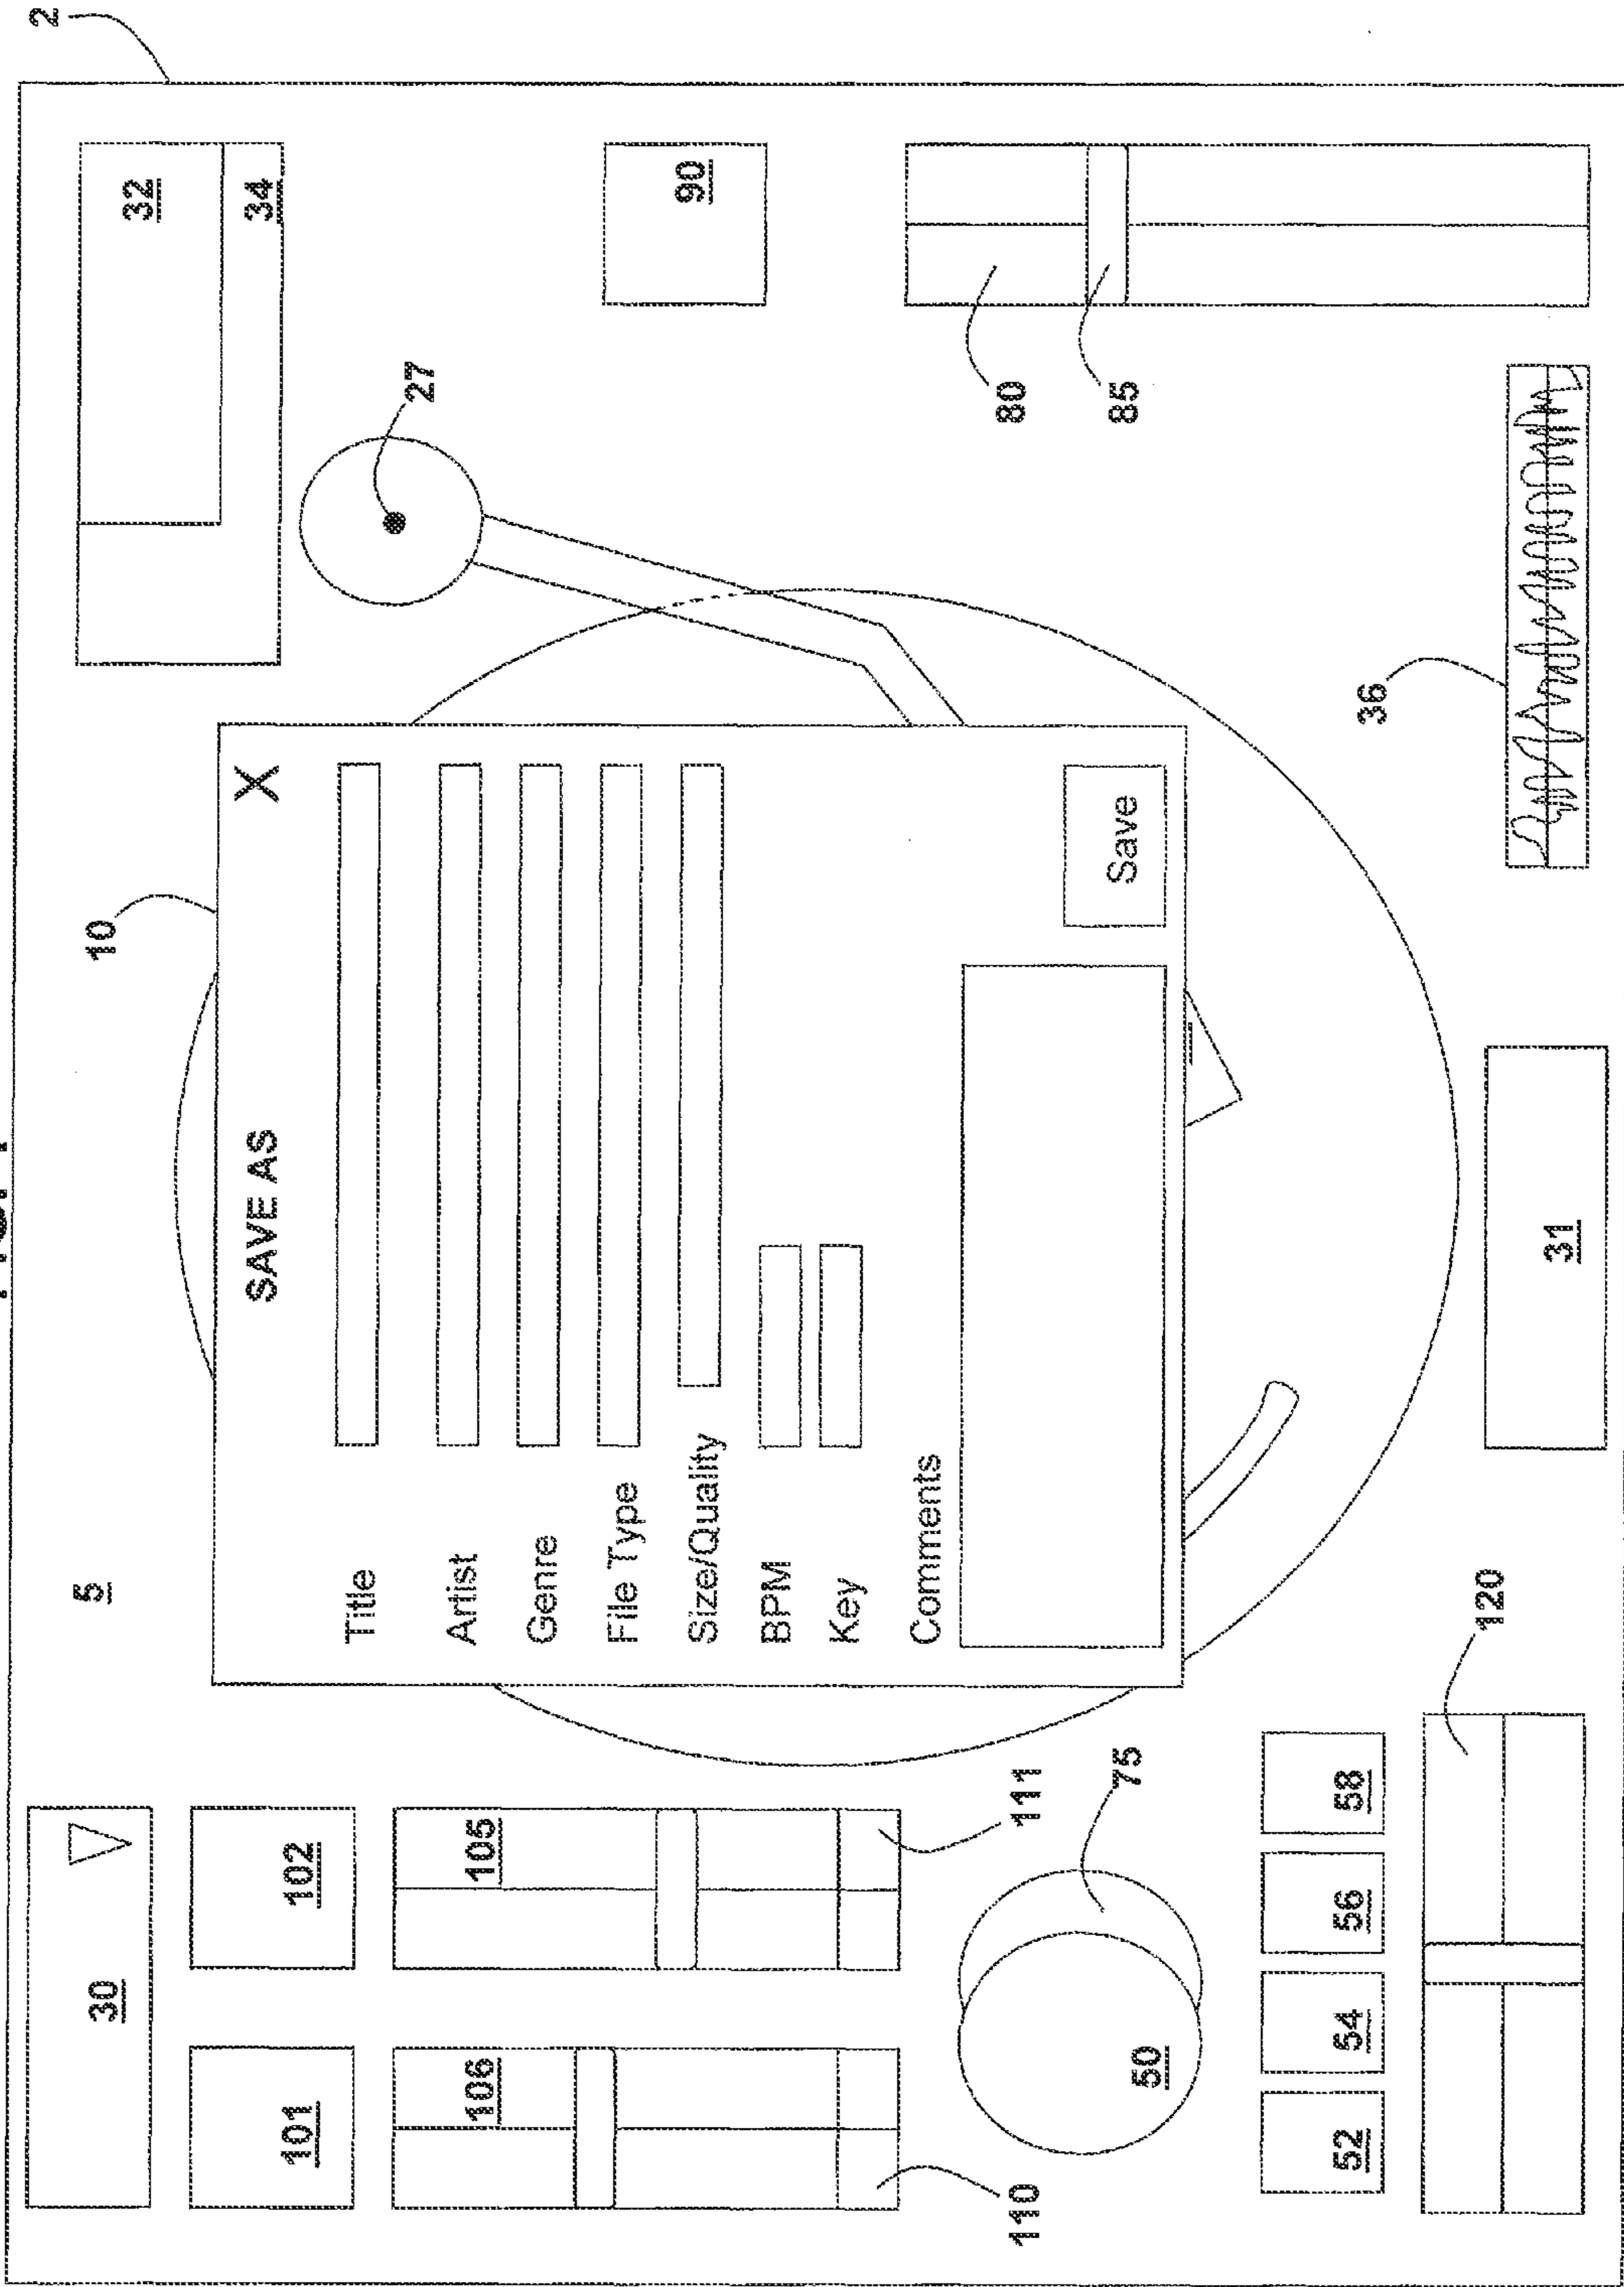 2
30
5
10
32
34
SAVE AS X
101
102
27
Title
Artist
106
105
Genre
File Type
Size/Quality
90
BPM
Key
Comments
80
110
111
85
50
75
Save
52
54
56
58
36
120
31